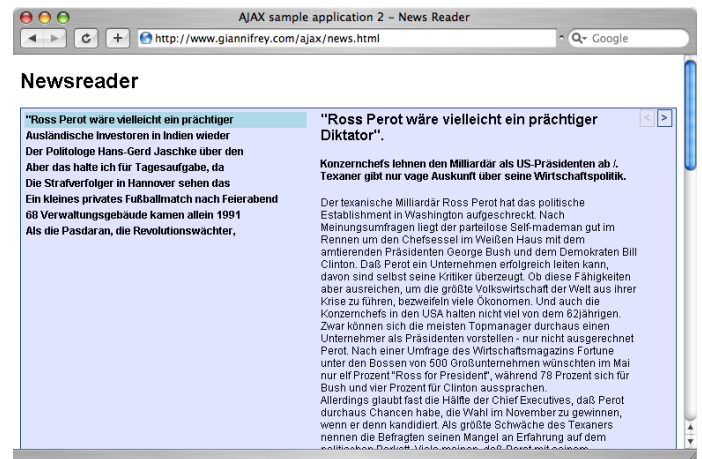 AJAX sample application 2 – News Reader
http://www.giannifrey.com/ajax/news.html
Google
Newsreader
"Ross Perot wäre vielleicht ein prächtiger
Ausländische Investoren in Indien wieder
Der Politologe Hans-Gerd Jaschke über den
Aber das halte ich für Tagesaufgabe, da
Die Strafverfolger in Hannover sehen das
Ein kleines privates Fußballmatch nach Feierabend
68 Verwaltungsgebäude kamen allein 1991
Als die Pasdaran, die Revolutionswächter,
"Ross Perot wäre vielleicht ein prächtiger
Diktator".
< >
Konzernchefs lehnen den Milliardär als US-Präsidenten ab /.
Texaner gibt nur vage Auskunft über seine Wirtschaftspolitik.
Der texanische Milliardär Ross Perot hat das politische
Establishment in Washington aufgeschreckt. Nach
Meinungsumfragen liegt der parteilose Self-mademan gut im
Rennen um den Chefsessel im Weißen Haus mit dem
amtierenden Präsidenten George Bush und dem Demokraten Bill
Clinton. Daß Perot ein Unternehmen erfolgreich leiten kann,
davon sind selbst seine Kritiker überzeugt. Ob diese Fähigkeiten
aber ausreichen, um die größte Volkswirtschaft der Welt aus ihrer
Krise zu führen, bezweifeln viele Ökonomen. Und auch die
Konzernchefs in den USA halten nicht viel von dem 62jährigen.
Zwar können sich die meisten Topmanager durchaus einen
Unternehmer als Präsidenten vorstellen - nur nicht ausgerechnet
Perot. Nach einer Umfrage des Wirtschaftsmagazins Fortune
unter den Bossen von 500 Großunternehmen wünschten im Mai
nur elf Prozent "Ross for President", während 78 Prozent sich für
Bush und vier Prozent für Clinton aussprachen.
Allerdings glaubt fast die Hälfte der Chief Executives, daß Perot
durchaus Chancen habe, die Wahl im November zu gewinnen,
wenn er denn kandidiert. Als größte Schwäche des Texaners
nennen die Befragten seinen Mangel an Erfahrung auf dem